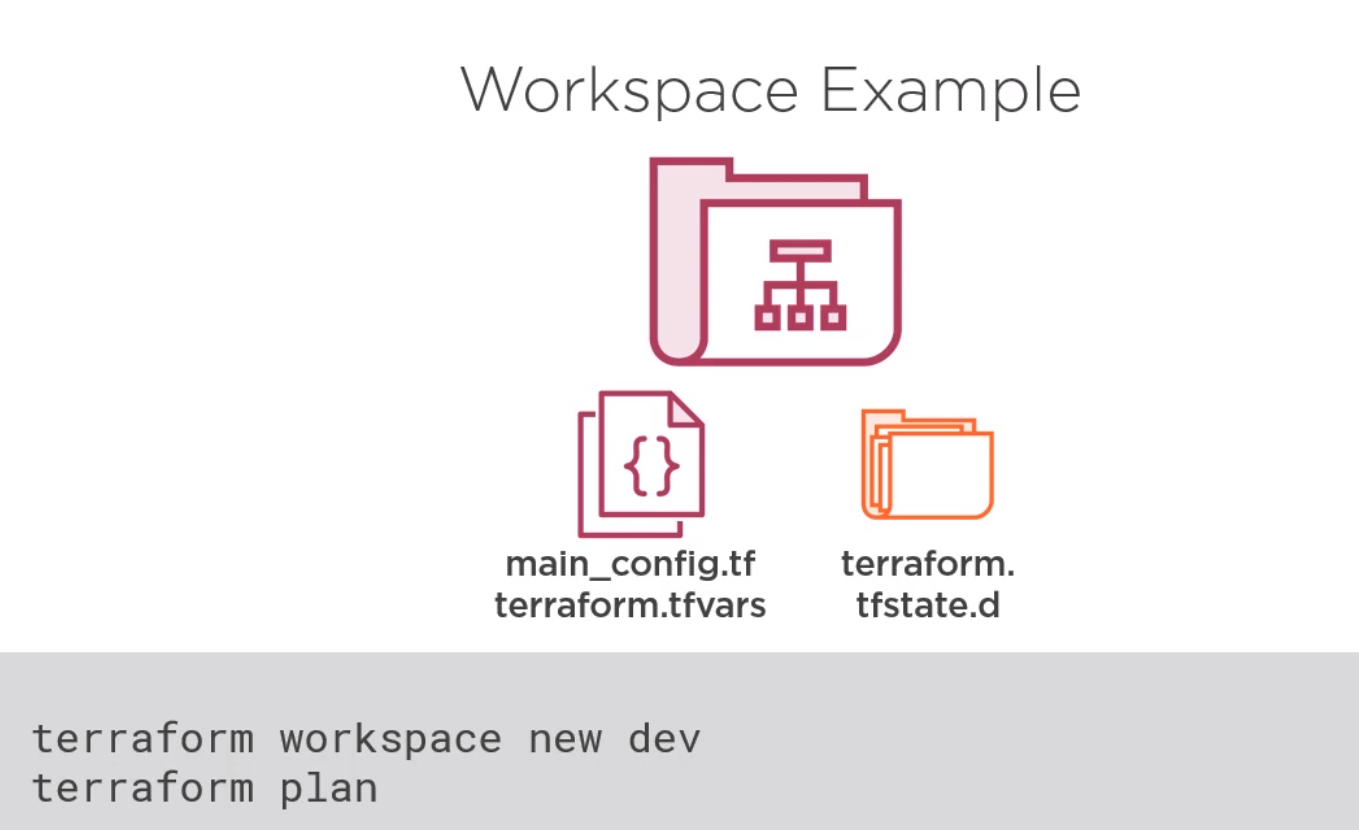 Workspace Example
{}
main_config.tf
terraform.tfvars
terraform.
tfstate.d
terraform workspace new dev
terraform plan